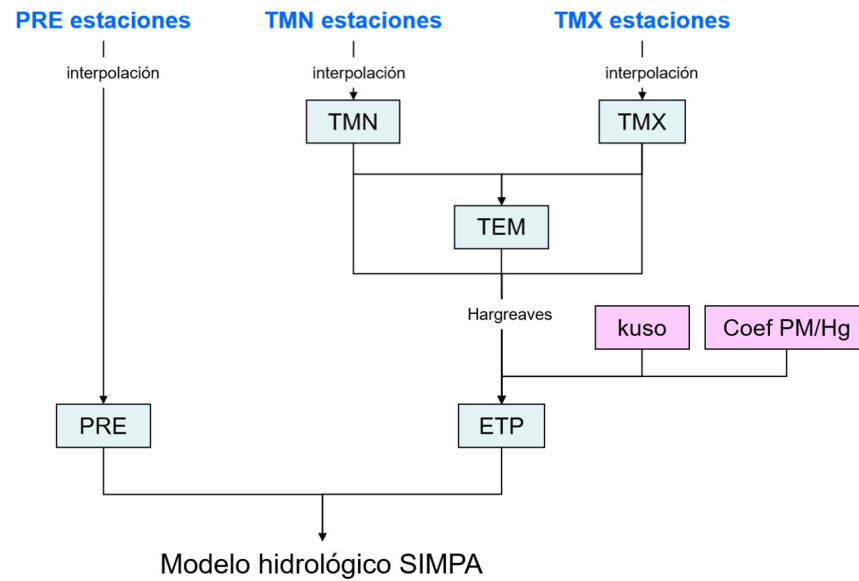 PRE estaciones
TMN estaciones
TMX estaciones
interpolación
interpolación
interpolación
TMN
TMX
TEM
Hargreaves
kuso
Coef PM/Hg
PRE
ETP
Modelo hidrológico SIMPA